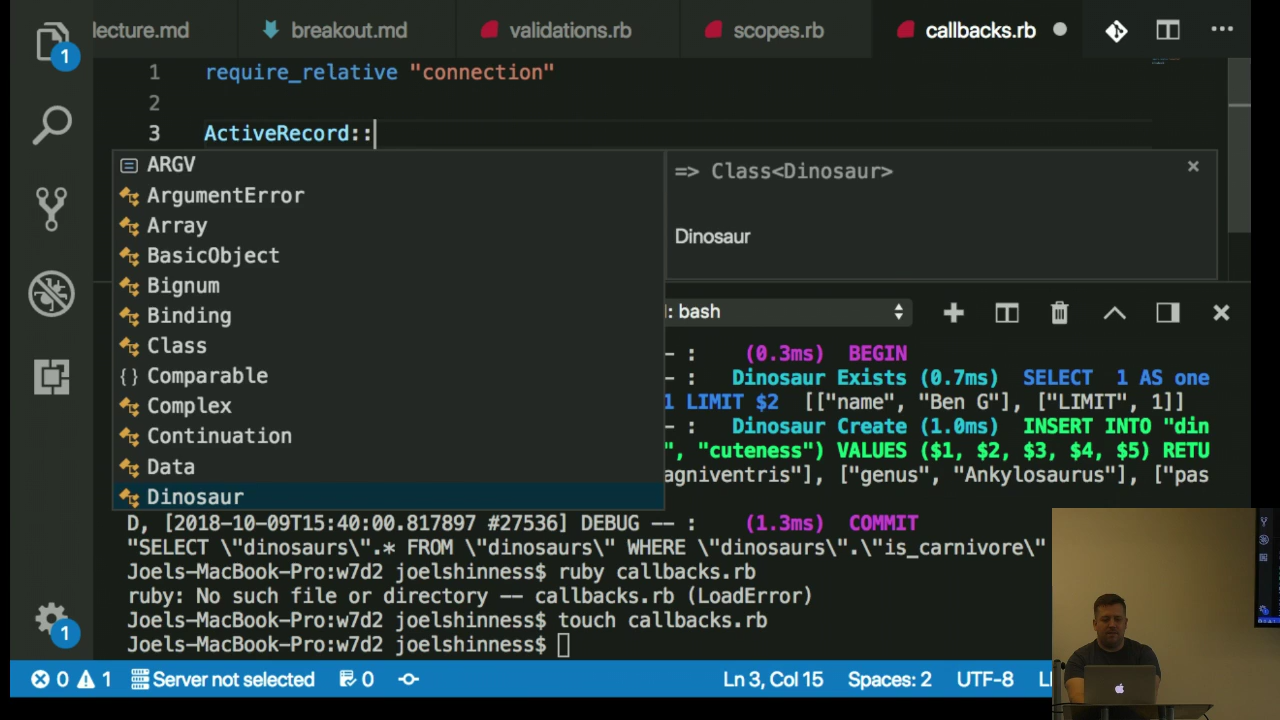 lecture.md breakout.md validations.rb scopes.rb callbacks.rb
1
1 require_relative "connection"
2
3 ActiveRecord::
ARGV
ArgumentError
Array
BasicObject
Bignum
Binding
Class
Comparable
Complex
Continuation
Data
Dinosaur
=> Class<Dinosaur>
Dinosaur
: bash
— : (0.3ms) BEGIN
— : Dinosaur Exists (0.7ms) SELECT 1 AS one
1 LIMIT $2 [["name", "Ben G"], ["LIMIT", 1]]
— : Dinosaur Create (1.0ms) INSERT INTO "din
", "cuteness") VALUES ($1, $2, $3, $4, $5) RETU
agniventris"], ["genus", "Ankylosaurus"], ["pas
D, [2018-10-09T15:40:00.817897 #27536] DEBUG -- : (1.3ms) COMMIT
"SELECT \"dinosaurs\".* FROM \"dinosaurs\" WHERE \"dinosaurs\".\"is_carnivore\"
Joels-MacBook-Pro:w7d2 joelshinness$ ruby callbacks.rb
ruby: No such file or directory -- callbacks.rb (LoadError)
Joels-MacBook-Pro:w7d2 joelshinness$ touch callbacks.rb
Joels-MacBook-Pro:w7d2 joelshinness$
1
0 1 Server not selected 0 Ln 3, Col 15 Spaces: 2 UTF-8